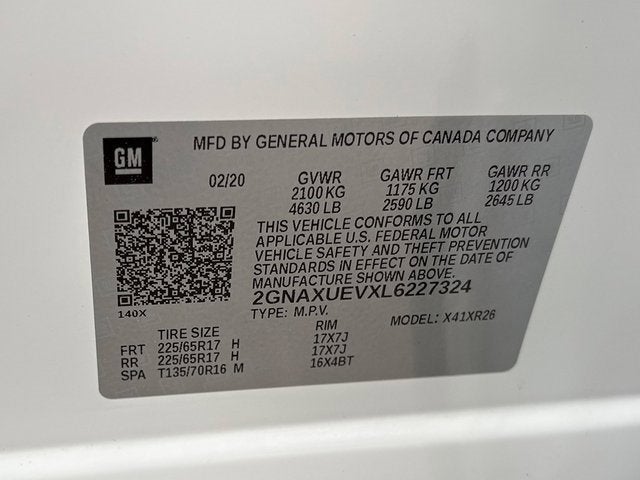 GM
MFD BY GENERAL MOTORS OF CANADA COMPANY
02/20 GVWR GAWR FRT GAWR RR
2100 KG 1175 KG 1200 KG
4630 LB 2590 LB 2645 LB
THIS VEHICLE CONFORMS TO ALL
APPLICABLE U.S. FEDERAL MOTOR
VEHICLE SAFETY AND THEFT PREVENTION
STANDARDS IN EFFECT ON THE DATE OF
MANUFACTURE SHOWN ABOVE.
2GNAXUEVXL6227324
140X TYPE: M.P.V. MODEL: X41XR26
TIRE SIZE RIM
FRT 225/65R17 H 17X7J
RR 225/65R17 H 17X7J
SPA T135/70R16 M 16X4BT